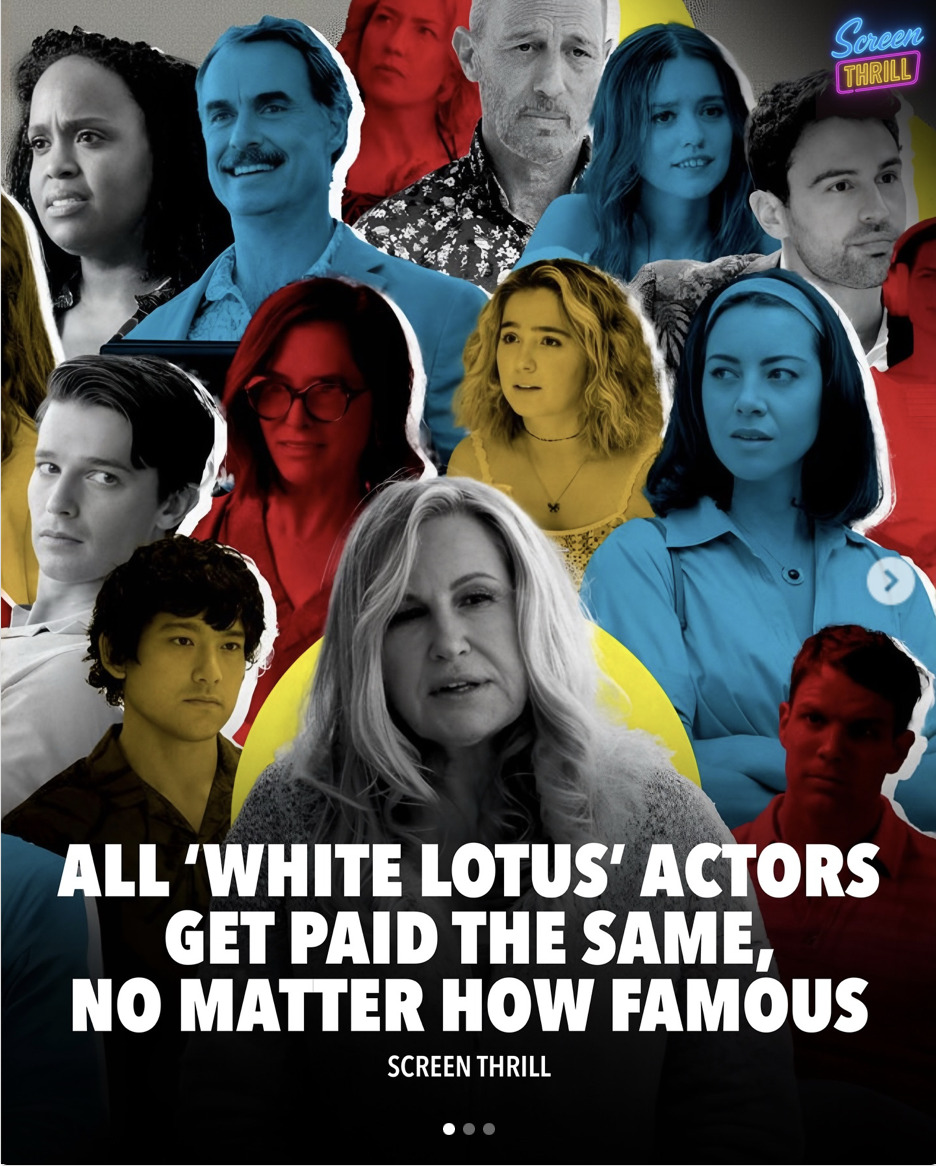 Screen
THRILL
ALL ‘WHITE LOTUS’ ACTORS
GET PAID THE SAME,
NO MATTER HOW FAMOUS
SCREEN THRILL